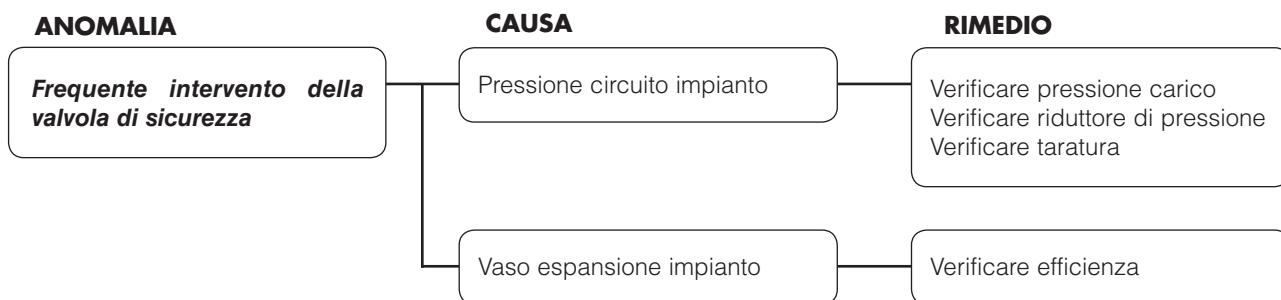 ANOMALIA
CAUSA
RIMEDIO
Frequente intervento della
valvola di sicurezza
Pressione circuito impianto
Verificare pressione carico
Verificare riduttore di pressione
Verificare taratura
Vaso espansione impianto
Verificare efficienza